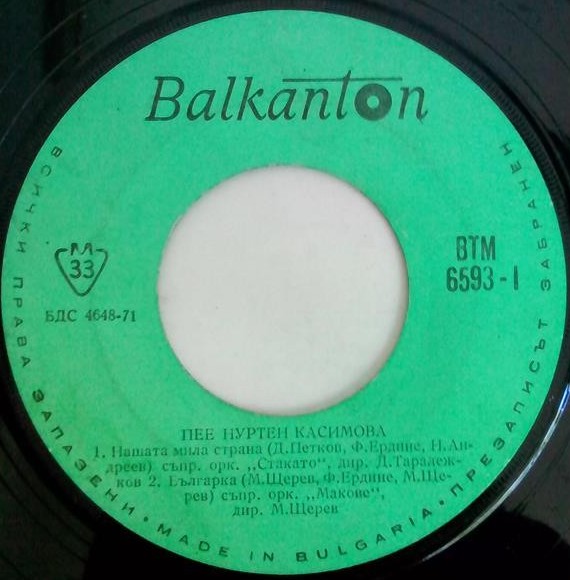 Balkanton
ВСИЧКИ ПРАВА ЗАПАЗЕНИ • MADE IN BULGARIA • ПРЕЗАПИСЪТ ЗАБРАНЕН
М
33
БДС 4648-71
ВТМ
6593 - I
ПЕЕ НУРТЕН КАСИМОВА
1. Нашата мила страна (Д.Петков, Ф.Ердинс, Н.Ан-
дреев) съпр. орк. „Стакато", дир. Д.Таралеж-
ков 2. Българка (М.Щерев, Ф.Ердинс, М.Ще-
рев) съпр. орк. „Макове",
дир. М.Щерев